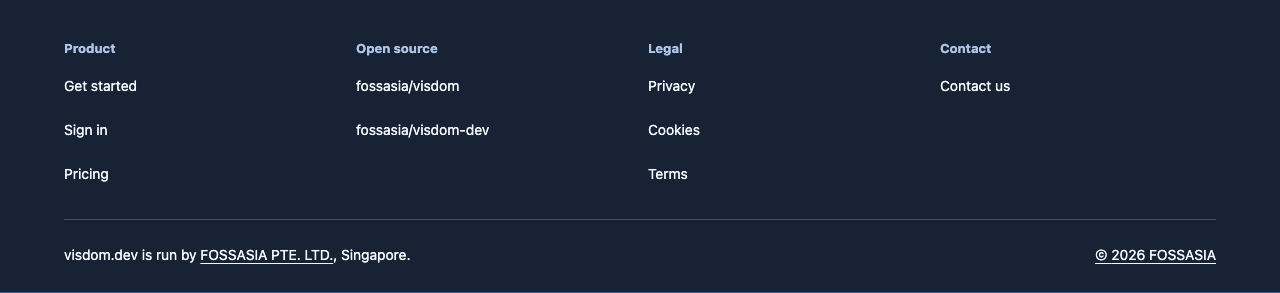 Product
Get started
Sign in
Pricing
Open source
fossasia/visdom
fossasia/visdom-dev
Legal
Privacy
Cookies
Terms
Contact
Contact us
visdom.dev is run by FOSSASIA PTE. LTD., Singapore.
© 2026 FOSSASIA